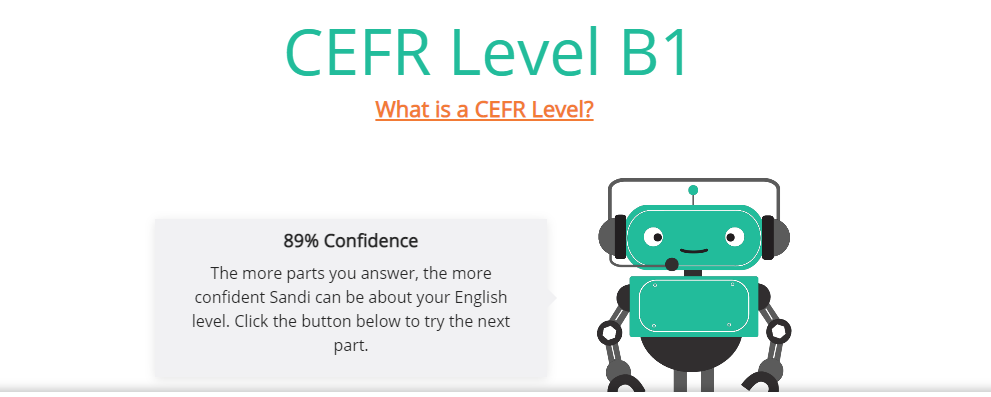 CEFR Level B1
What is a CEFR Level?
89% Confidence
The more parts you answer, the more
confident Sandi can be about your English
level. Click the button below to try the next
part.